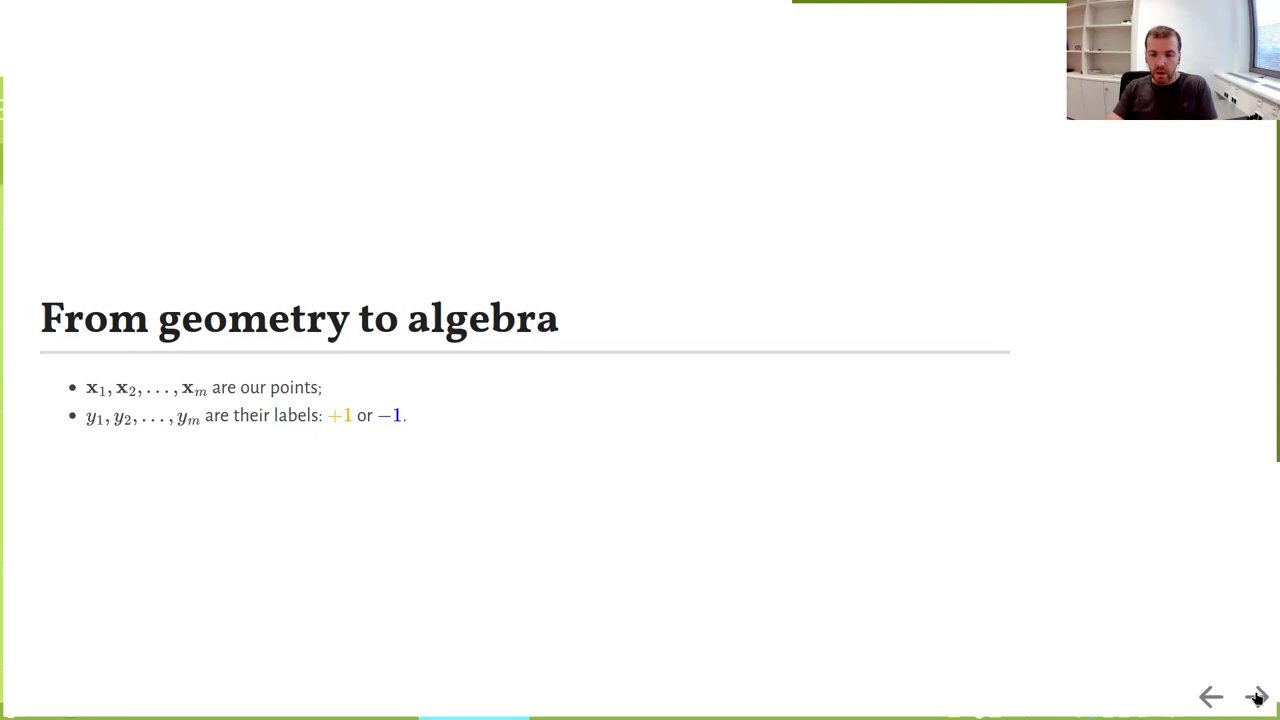 From geometry to algebra
• x₁, x₂, . . . , xₘ are our points;
• y₁, y₂, . . . , yₘ are their labels: +1 or −1.